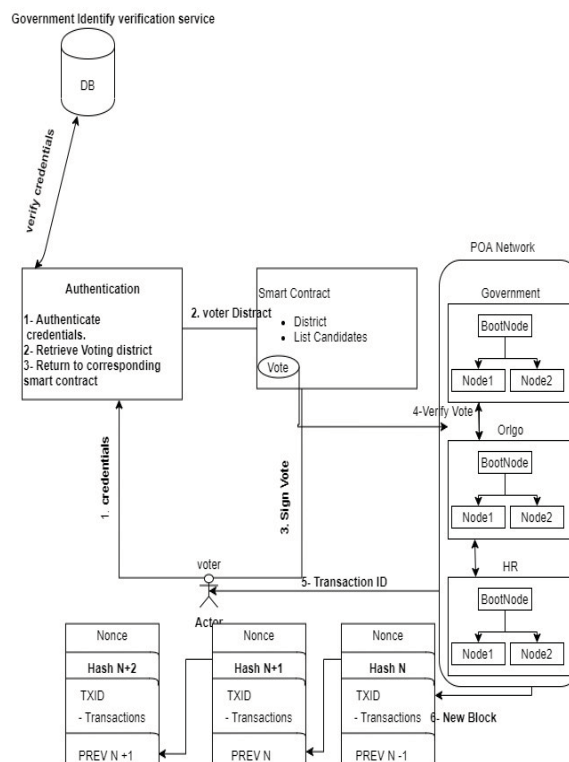 Government Identify verification service
DB
verify credentials
POA Network
Government
BootNode
Node1
Node2
Authentication
1- Authenticate
credentials.
2- Retrieve Voting district
3- Return to corresponding
smart contract
2. voter Distract
Smart Contract
District
List Candidates
Vote
4-Verify Vote
Orlgo
BootNode
Node1
Node2
1. credentials
3. Sign Vote
HR
BootNode
Node1
Node2
voter
5- Transaction ID
Actor
Nonce
Hash N+2
TXID
- Transactions
PREV N +1
Nonce
Hash N+1
TXID
- Transactions
PREV N
Nonce
Hash N
TXID
- Transactions
PREV N -1
6- New Block